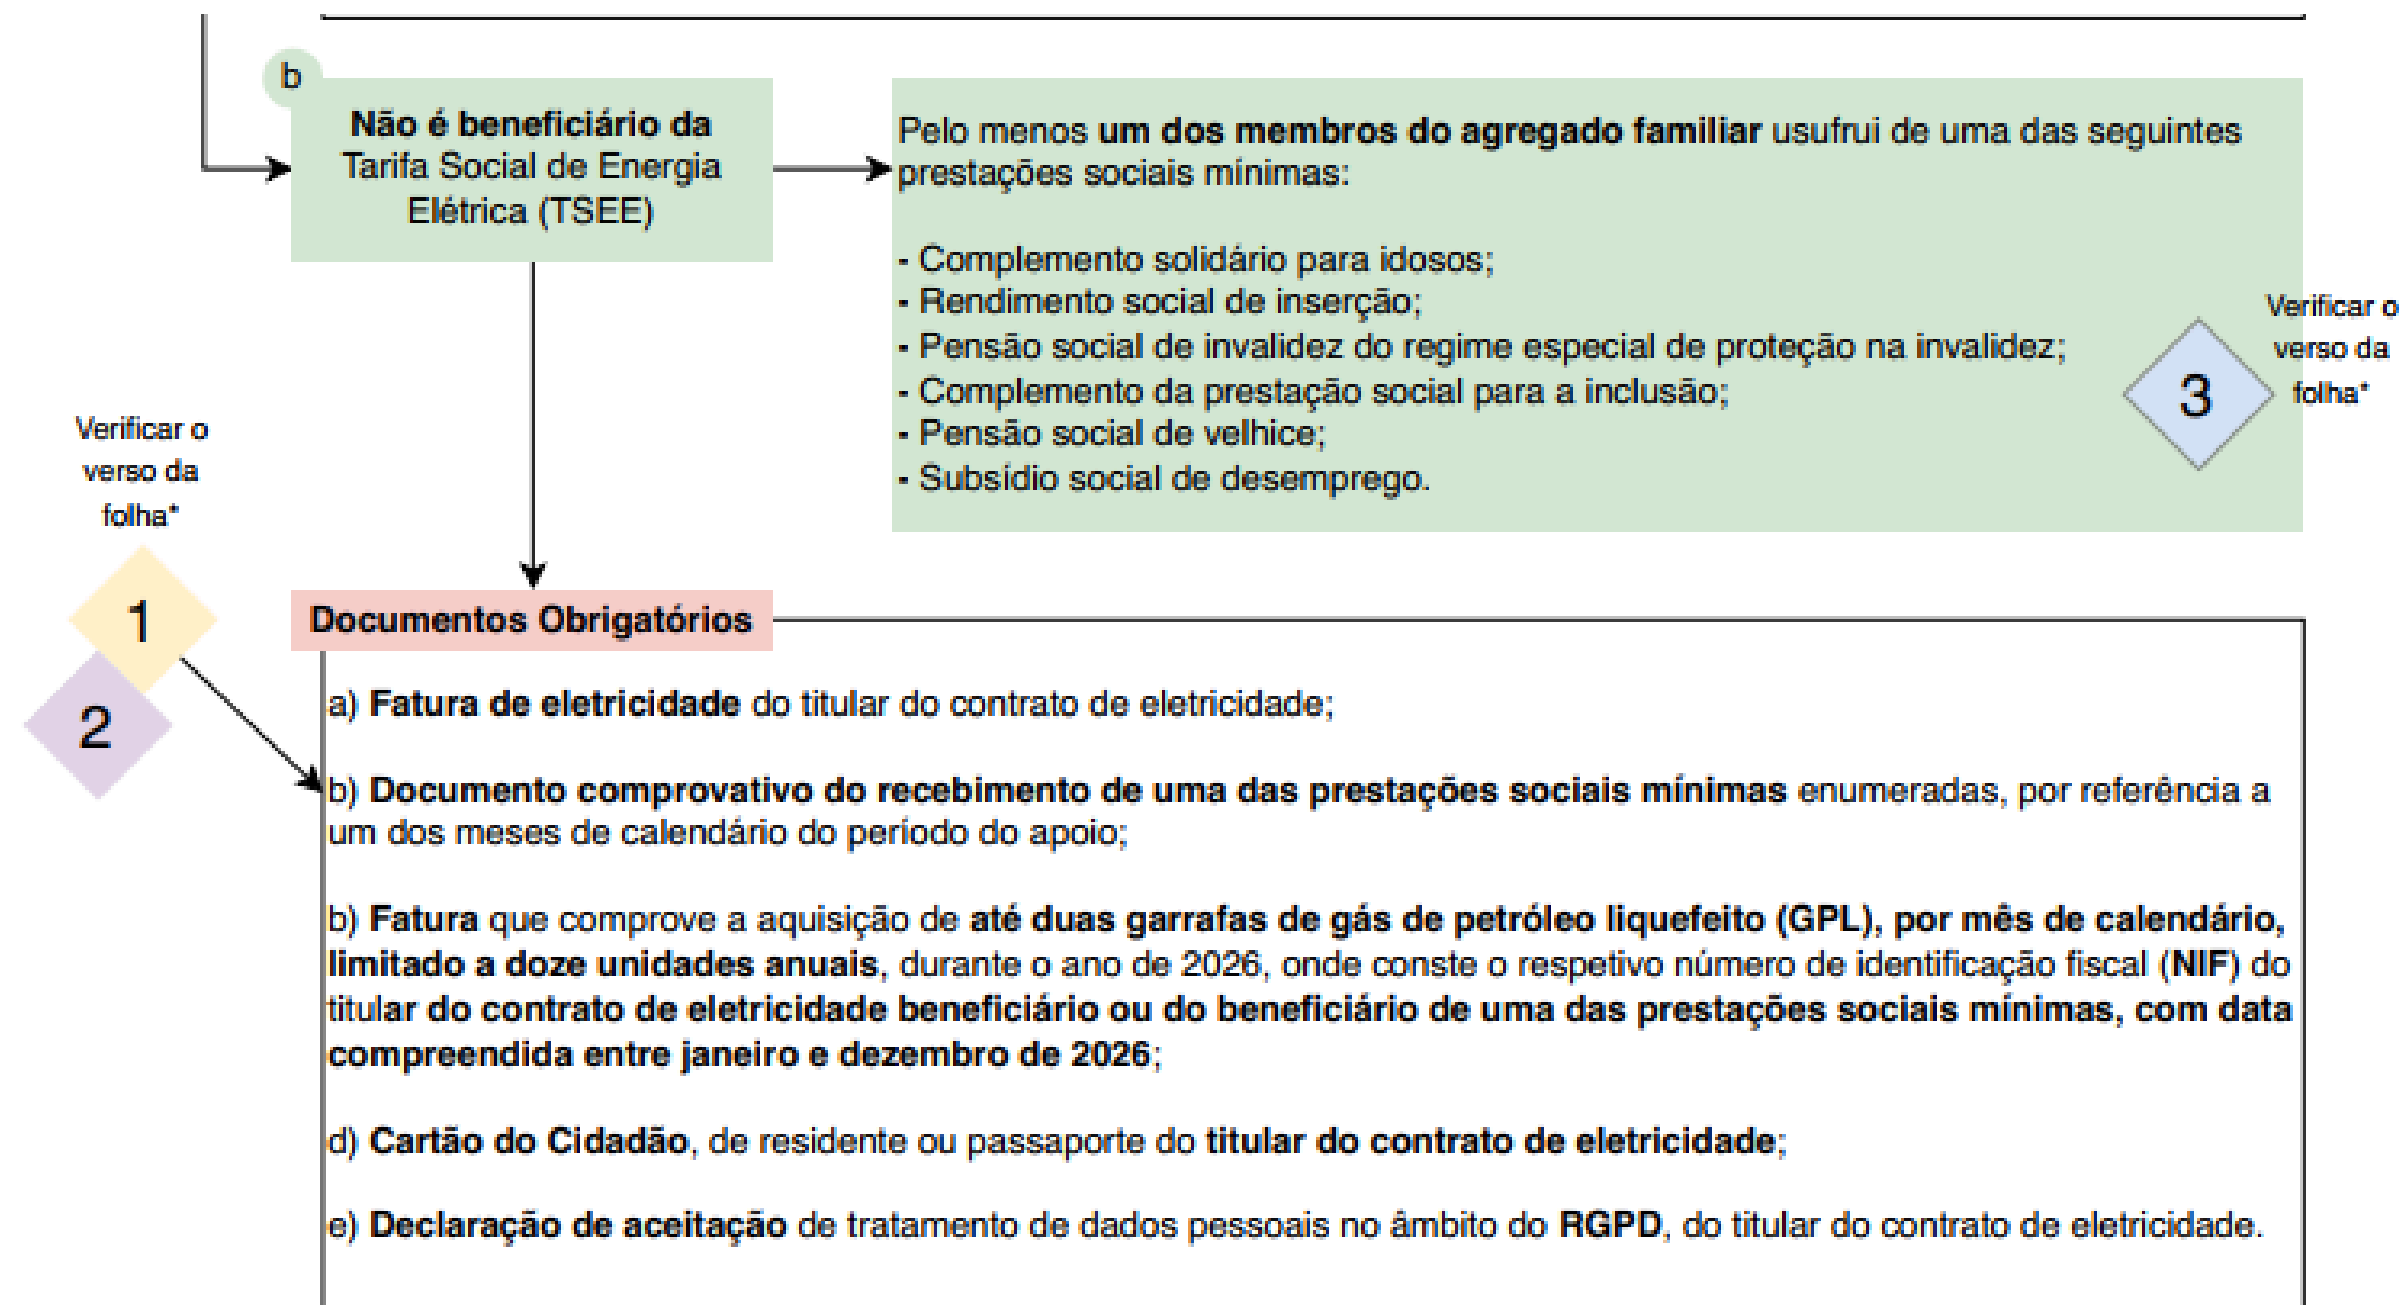 b
Não é beneficiário da
Tarifa Social de Energia
Elétrica (TSEE)
Pelo menos um dos membros do agregado familiar usufrui de uma das seguintes
prestações sociais mínimas:
- Complemento solidário para idosos;
- Rendimento social de inserção;
- Pensão social de invalidez do regime especial de proteção na invalidez;
- Complemento da prestação social para a inclusão;
- Pensão social de velhice;
- Subsídio social de desemprego.
3
Verificar o
verso da
folha*
Verificar o
verso da
folha*
1
2
Documentos Obrigatórios
a) Fatura de eletricidade do titular do contrato de eletricidade;
b) Documento comprovativo do recebimento de uma das prestações sociais mínimas enumeradas, por referência a
um dos meses de calendário do período do apoio;
b) Fatura que comprove a aquisição de até duas garrafas de gás de petróleo liquefeito (GPL), por mês de calendário,
limitado a doze unidades anuais, durante o ano de 2026, onde conste o respetivo número de identificação fiscal (NIF) do
titular do contrato de eletricidade beneficiário ou do beneficiário de uma das prestações sociais mínimas, com data
compreendida entre janeiro e dezembro de 2026;
d) Cartão do Cidadão, de residente ou passaporte do titular do contrato de eletricidade;
e) Declaração de aceitação de tratamento de dados pessoais no âmbito do RGPD, do titular do contrato de eletricidade.